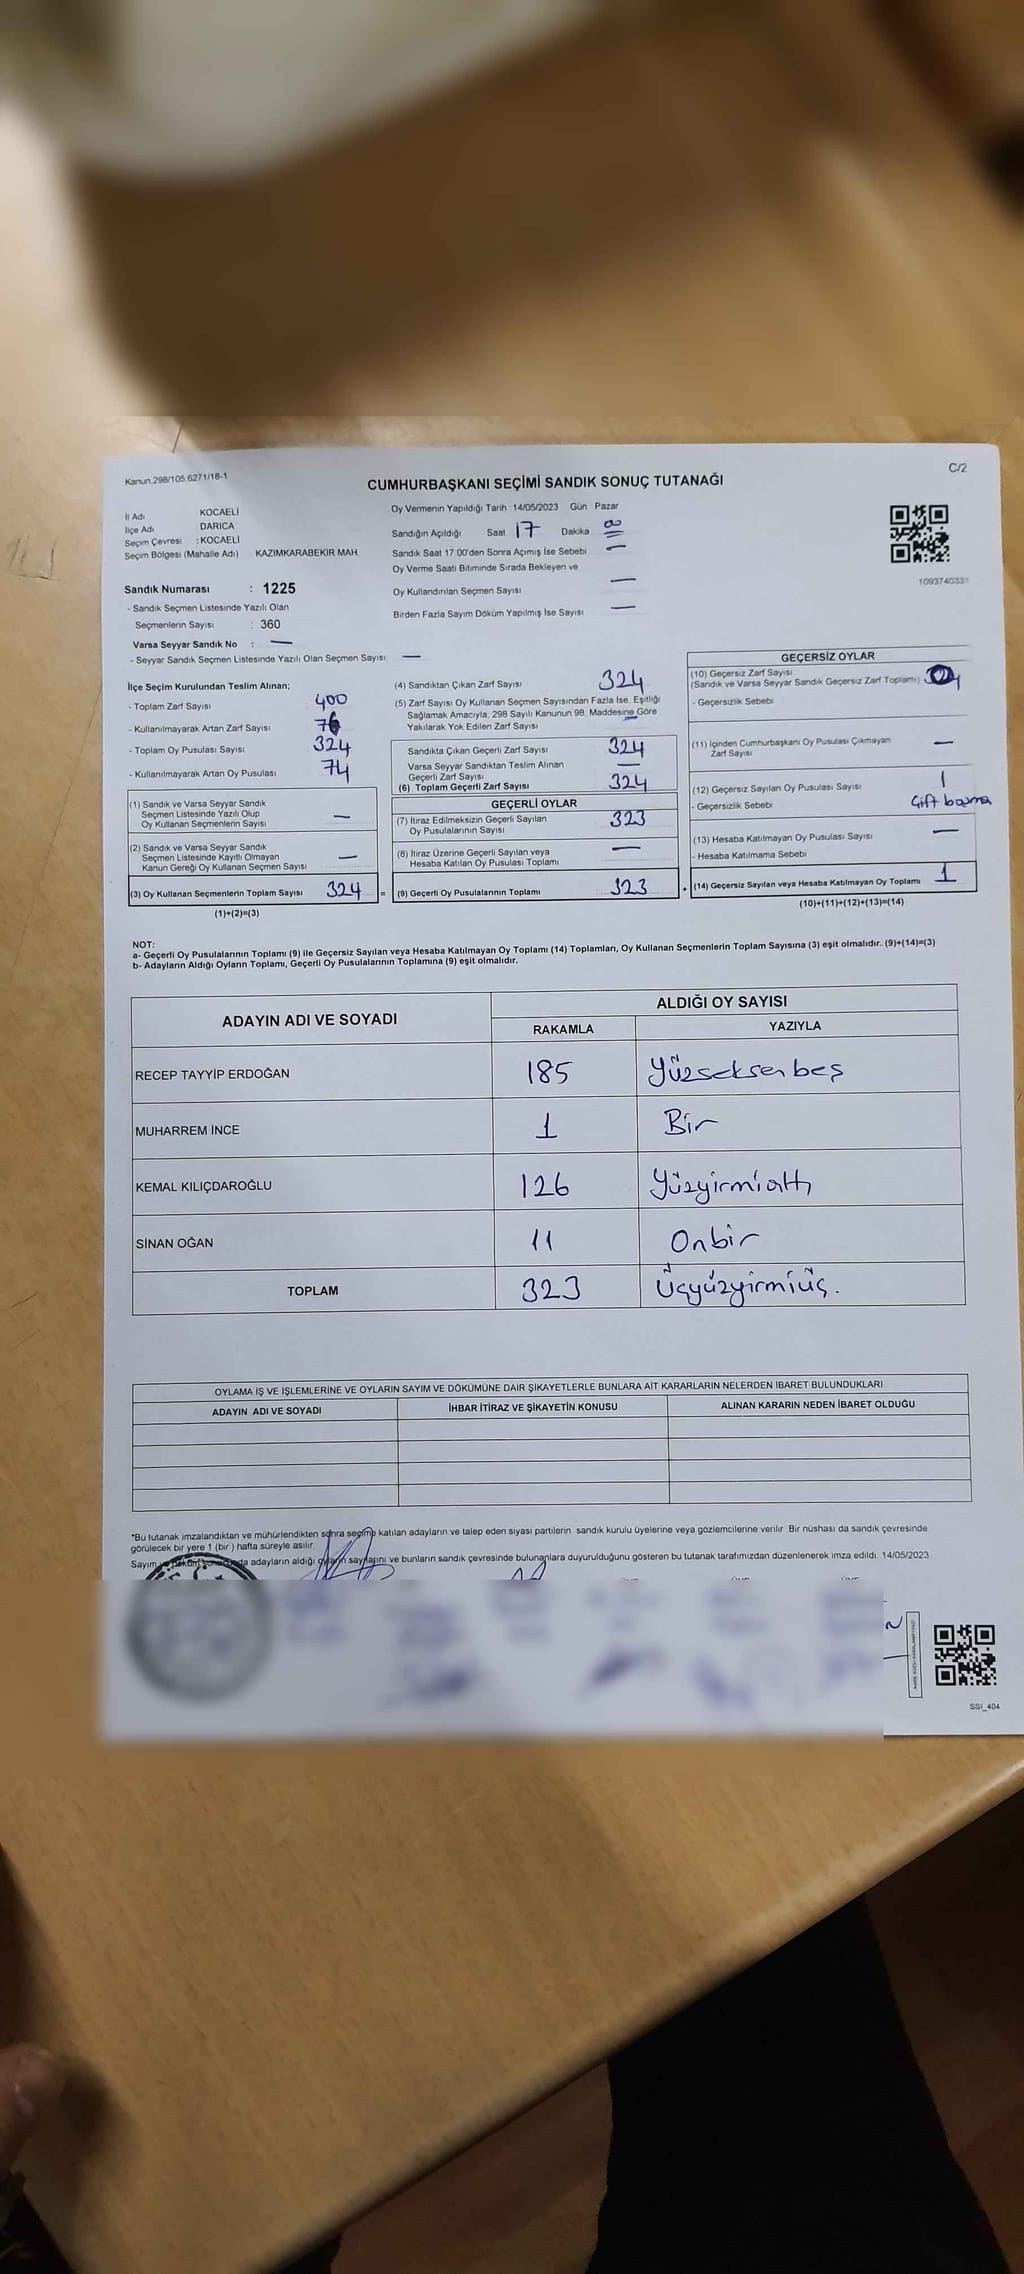 Kanun.298/105,6271/18-1
C/2
CUMHURBAŞKANI SEÇİMİ SANDIK SONUÇ TUTANAĞI
İl Adı KOCAELİ
İlçe Adı DARICA
Seçim Çevresi : KOCAELİ
Seçim Bölgesi (Mahalle Adı) KAZIMKARABEKİR MAH.
Sandık Numarası : 1225
- Sandık Seçmen Listesinde Yazılı Olan
Seçmenlerin Sayısı : 360
Varsa Seyyar Sandık No : —
- Seyyar Sandık Seçmen Listesinde Yazılı Olan Seçmen Sayısı —
Oy Vermenin Yapıldığı Tarih 14/05/2023 Gün Pazar
Sandığın Açıldığı Saat 17 Dakika 00
Sandık Saat 17:00'den Sonra Açımış İse Sebebi —
Oy Verme Saati Bitiminde Sırada Bekleyen ve
Oy Kullandırılan Seçmen Sayısı —
Birden Fazla Sayım Döküm Yapılmış İse Sayısı —
1093740331
İlçe Seçim Kurulundan Teslim Alınan;
- Toplam Zarf Sayısı 400
- Kullanılmayarak Artan Zarf Sayısı 76
- Toplam Oy Pusulası Sayısı 324
- Kullanılmayarak Artan Oy Pusulası 74
(1) Sandık ve Varsa Seyyar Sandık
Seçmen Listesinde Yazılı Olup
Oy Kullanan Seçmenlerin Sayısı —
(2) Sandık ve Varsa Seyyar Sandık
Seçmen Listesinde Kayıtlı Olmayan
Kanun Gereği Oy Kullanan Seçmen Sayısı —
(3) Oy Kullanan Seçmenlerin Toplam Sayısı 324 =
(1)+(2)=(3)
(4) Sandıktan Çıkan Zarf Sayısı 324
(5) Zarf Sayısı Oy Kullanan Seçmen Sayısından Fazla İse, Eşitliği
Sağlamak Amacıyla, 298 Sayılı Kanunun 98. Maddesine Göre
Yakılarak Yok Edilen Zarf Sayısı —
Sandıkta Çıkan Geçerli Zarf Sayısı 324
Varsa Seyyar Sandıktan Teslim Alınan
Geçerli Zarf Sayısı —
(6) Toplam Geçerli Zarf Sayısı 324
GEÇERLİ OYLAR
(7) İtiraz Edilmeksizin Geçerli Sayılan
Oy Pusulalarının Sayısı 323
(8) İtiraz Üzerine Geçerli Sayılan veya
Hesaba Katılan Oy Pusulası Toplamı —
(9) Geçerli Oy Pusulalarının Toplamı 323 +
GEÇERSİZ OYLAR
(10) Geçersiz Zarf Sayısı
(Sandık ve Varsa Seyyar Sandık Geçersiz Zarf Toplamı)
- Geçersizlik Sebebi
(11) İçinden Cumhurbaşkanı Oy Pusulası Çıkmayan
Zarf Sayısı —
(12) Geçersiz Sayılan Oy Pusulası Sayısı 1
- Geçersizlik Sebebi Çift basma
(13) Hesaba Katılmayan Oy Pusulası Sayısı —
- Hesaba Katılmama Sebebi
(14) Geçersiz Sayılan veya Hesaba Katılmayan Oy Toplamı 1
(10)+(11)+(12)+(13)=(14)
NOT:
a- Geçerli Oy Pusulalarının Toplamı (9) ile Geçersiz Sayılan veya Hesaba Katılmayan Oy Toplamı (14) Toplamları, Oy Kullanan Seçmenlerin Toplam Sayısına (3) eşit olmalıdır. (9)+(14)=(3)
b- Adayların Aldığı Oyların Toplamı, Geçerli Oy Pusulalarının Toplamına (9) eşit olmalıdır.
ADAYIN ADI VE SOYADI ALDIĞI OY SAYISI
RAKAMLA YAZIYLA
RECEP TAYYİP ERDOĞAN 185 Yüzseksenbeş
MUHARREM İNCE 1 Bir
KEMAL KILIÇDAROĞLU 126 Yüzyirmialtı
SİNAN OĞAN 11 Onbir
TOPLAM 323 Üçyüzyirmiüç.
OYLAMA İŞ VE İŞLEMLERİNE VE OYLARIN SAYIM VE DÖKÜMÜNE DAİR ŞİKAYETLERLE BUNLARA AİT KARARLARIN NELERDEN İBARET BULUNDUKLARI
ADAYIN ADI VE SOYADI İHBAR İTİRAZ VE ŞİKAYETİN KONUSU ALINAN KARARIN NEDEN İBARET OLDUĞU
*Bu tutanak imzalandıktan ve mühürlendikten sonra seçime katılan adayların ve talep eden siyasi partilerin sandık kurulu üyelerine veya gözlemcilerine verilir. Bir nüshası da sandık çevresinde
görülecek bir yere 1 (bir ) hafta süreyle asılır.
Sayım ve döküm sonunda adayların aldığı oyların sayılarını ve bunların sandık çevresinde bulunanlara duyurulduğunu gösteren bu tutanak tarafımızdan düzenlenerek imza edildi. 14/05/2023
SSI_404